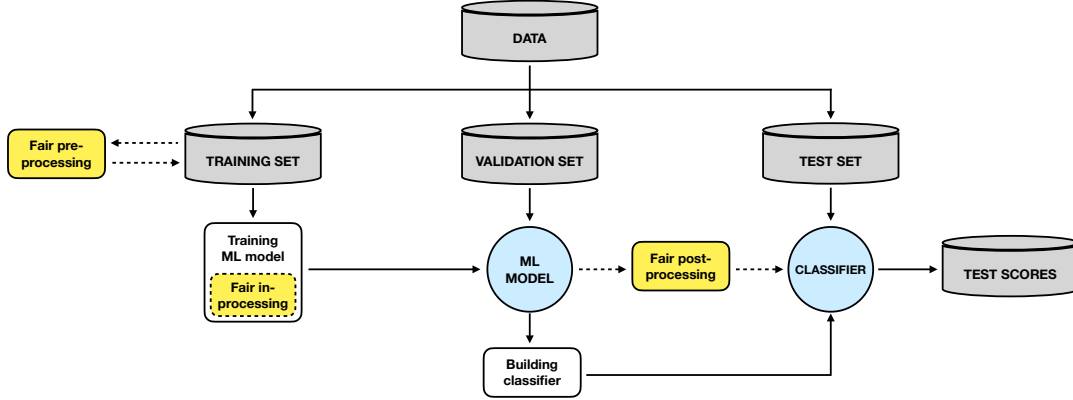 DATA
Fair pre-
processing
TRAINING SET
VALIDATION SET
TEST SET
Training
ML model
Fair in-
processing
ML
MODEL
Fair post-
processing
CLASSIFIER
TEST SCORES
Building
classifier